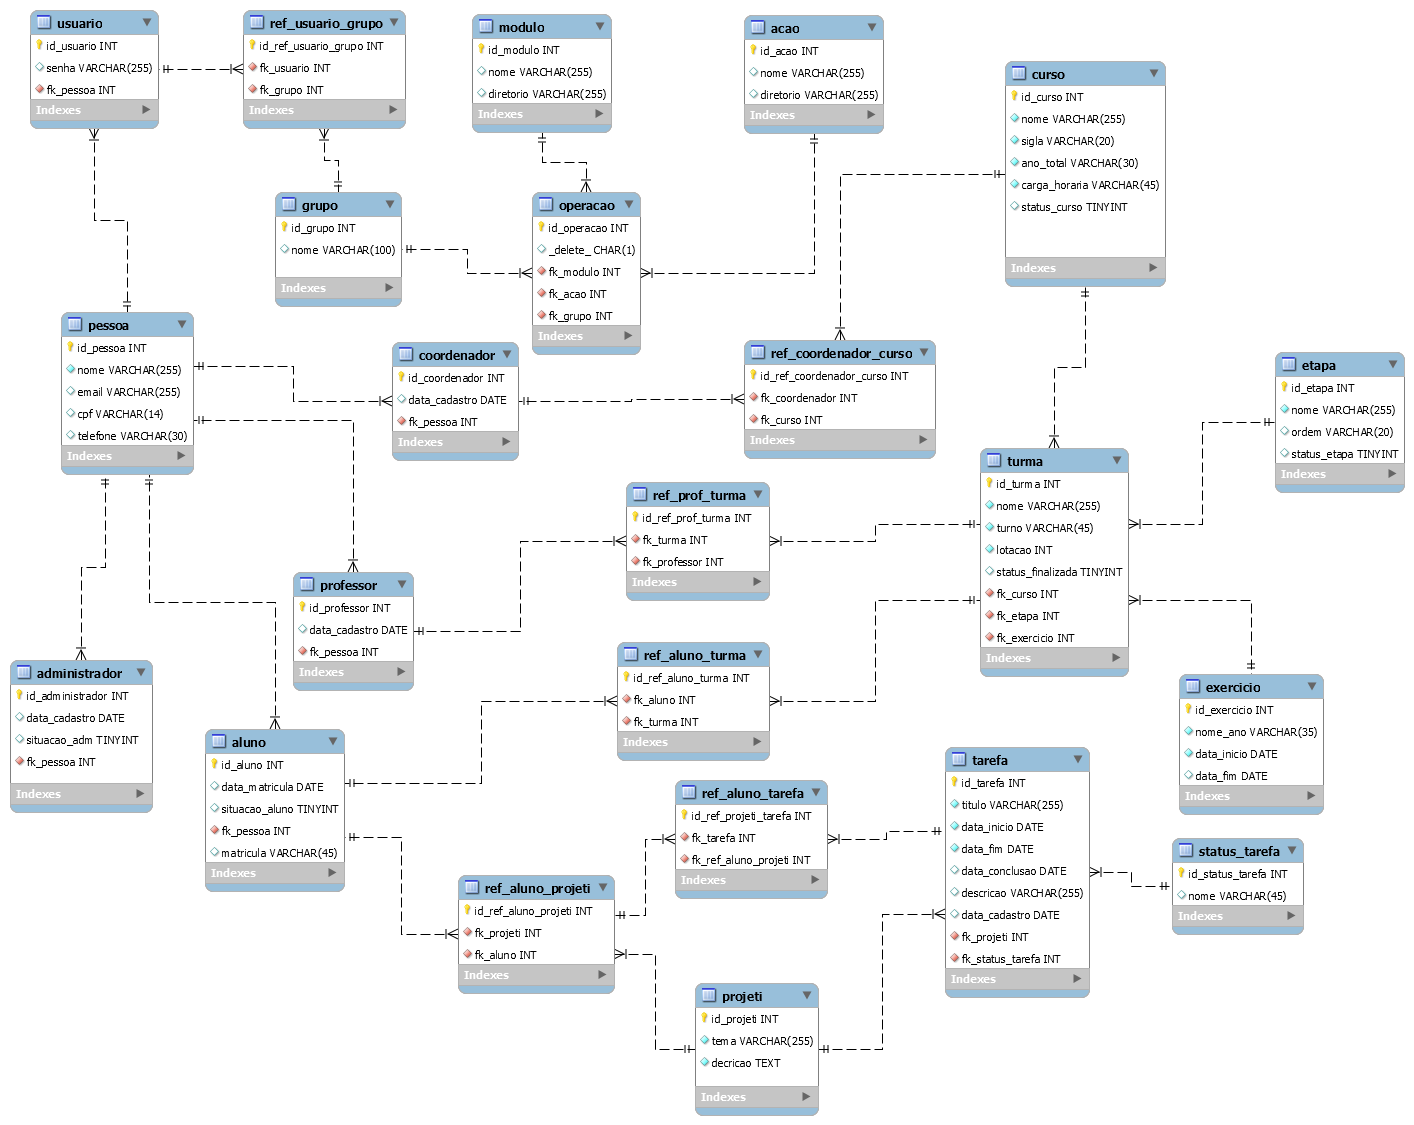 usuario
id_usuario INT
senha VARCHAR(255)
fk_pessoa INT
Indexes
ref_usuario_grupo
id_ref_usuario_grupo INT
fk_usuario INT
fk_grupo INT
Indexes
modulo
id_modulo INT
nome VARCHAR(255)
diretorio VARCHAR(255)
Indexes
acao
id_acao INT
nome VARCHAR(255)
diretorio VARCHAR(255)
Indexes
curso
id_curso INT
nome VARCHAR(255)
sigla VARCHAR(20)
ano_total VARCHAR(30)
carga_horaria VARCHAR(45)
status_curso TINYINT
Indexes
grupo
id_grupo INT
nome VARCHAR(100)
Indexes
operacao
id_operacao INT
_delete_ CHAR(1)
fk_modulo INT
fk_acao INT
fk_grupo INT
Indexes
pessoa
id_pessoa INT
nome VARCHAR(255)
email VARCHAR(255)
cpf VARCHAR(14)
telefone VARCHAR(30)
Indexes
coordenador
id_coordenador INT
data_cadastro DATE
fk_pessoa INT
Indexes
ref_coordenador_curso
id_ref_coordenador_curso INT
fk_coordenador INT
fk_curso INT
Indexes
etapa
id_etapa INT
nome VARCHAR(255)
ordem VARCHAR(20)
status_etapa TINYINT
Indexes
turma
id_turma INT
nome VARCHAR(255)
turno VARCHAR(45)
lotacao INT
status_finalizada TINYINT
fk_curso INT
fk_etapa INT
fk_exercicio INT
Indexes
ref_prof_turma
id_ref_prof_turma INT
fk_turma INT
fk_professor INT
Indexes
professor
id_professor INT
data_cadastro DATE
fk_pessoa INT
Indexes
ref_aluno_turma
id_ref_aluno_turma INT
fk_aluno INT
fk_turma INT
Indexes
administrador
id_administrador INT
data_cadastro DATE
situacao_adm TINYINT
fk_pessoa INT
Indexes
exercicio
id_exercicio INT
nome_ano VARCHAR(35)
data_inicio DATE
data_fim DATE
Indexes
aluno
id_aluno INT
data_matricula DATE
situacao_aluno TINYINT
fk_pessoa INT
matricula VARCHAR(45)
Indexes
tarefa
id_tarefa INT
titulo VARCHAR(255)
data_inicio DATE
data_fim DATE
data_conclusao DATE
descricao VARCHAR(255)
data_cadastro DATE
fk_projeti INT
fk_status_tarefa INT
Indexes
ref_aluno_tarefa
id_ref_projeti_tarefa INT
fk_tarefa INT
fk_ref_aluno_projeti INT
Indexes
status_tarefa
id_status_tarefa INT
nome VARCHAR(45)
Indexes
ref_aluno_projeti
id_ref_aluno_projeti INT
fk_projeti INT
fk_aluno INT
Indexes
projeti
id_projeti INT
tema VARCHAR(255)
decricao TEXT
Indexes